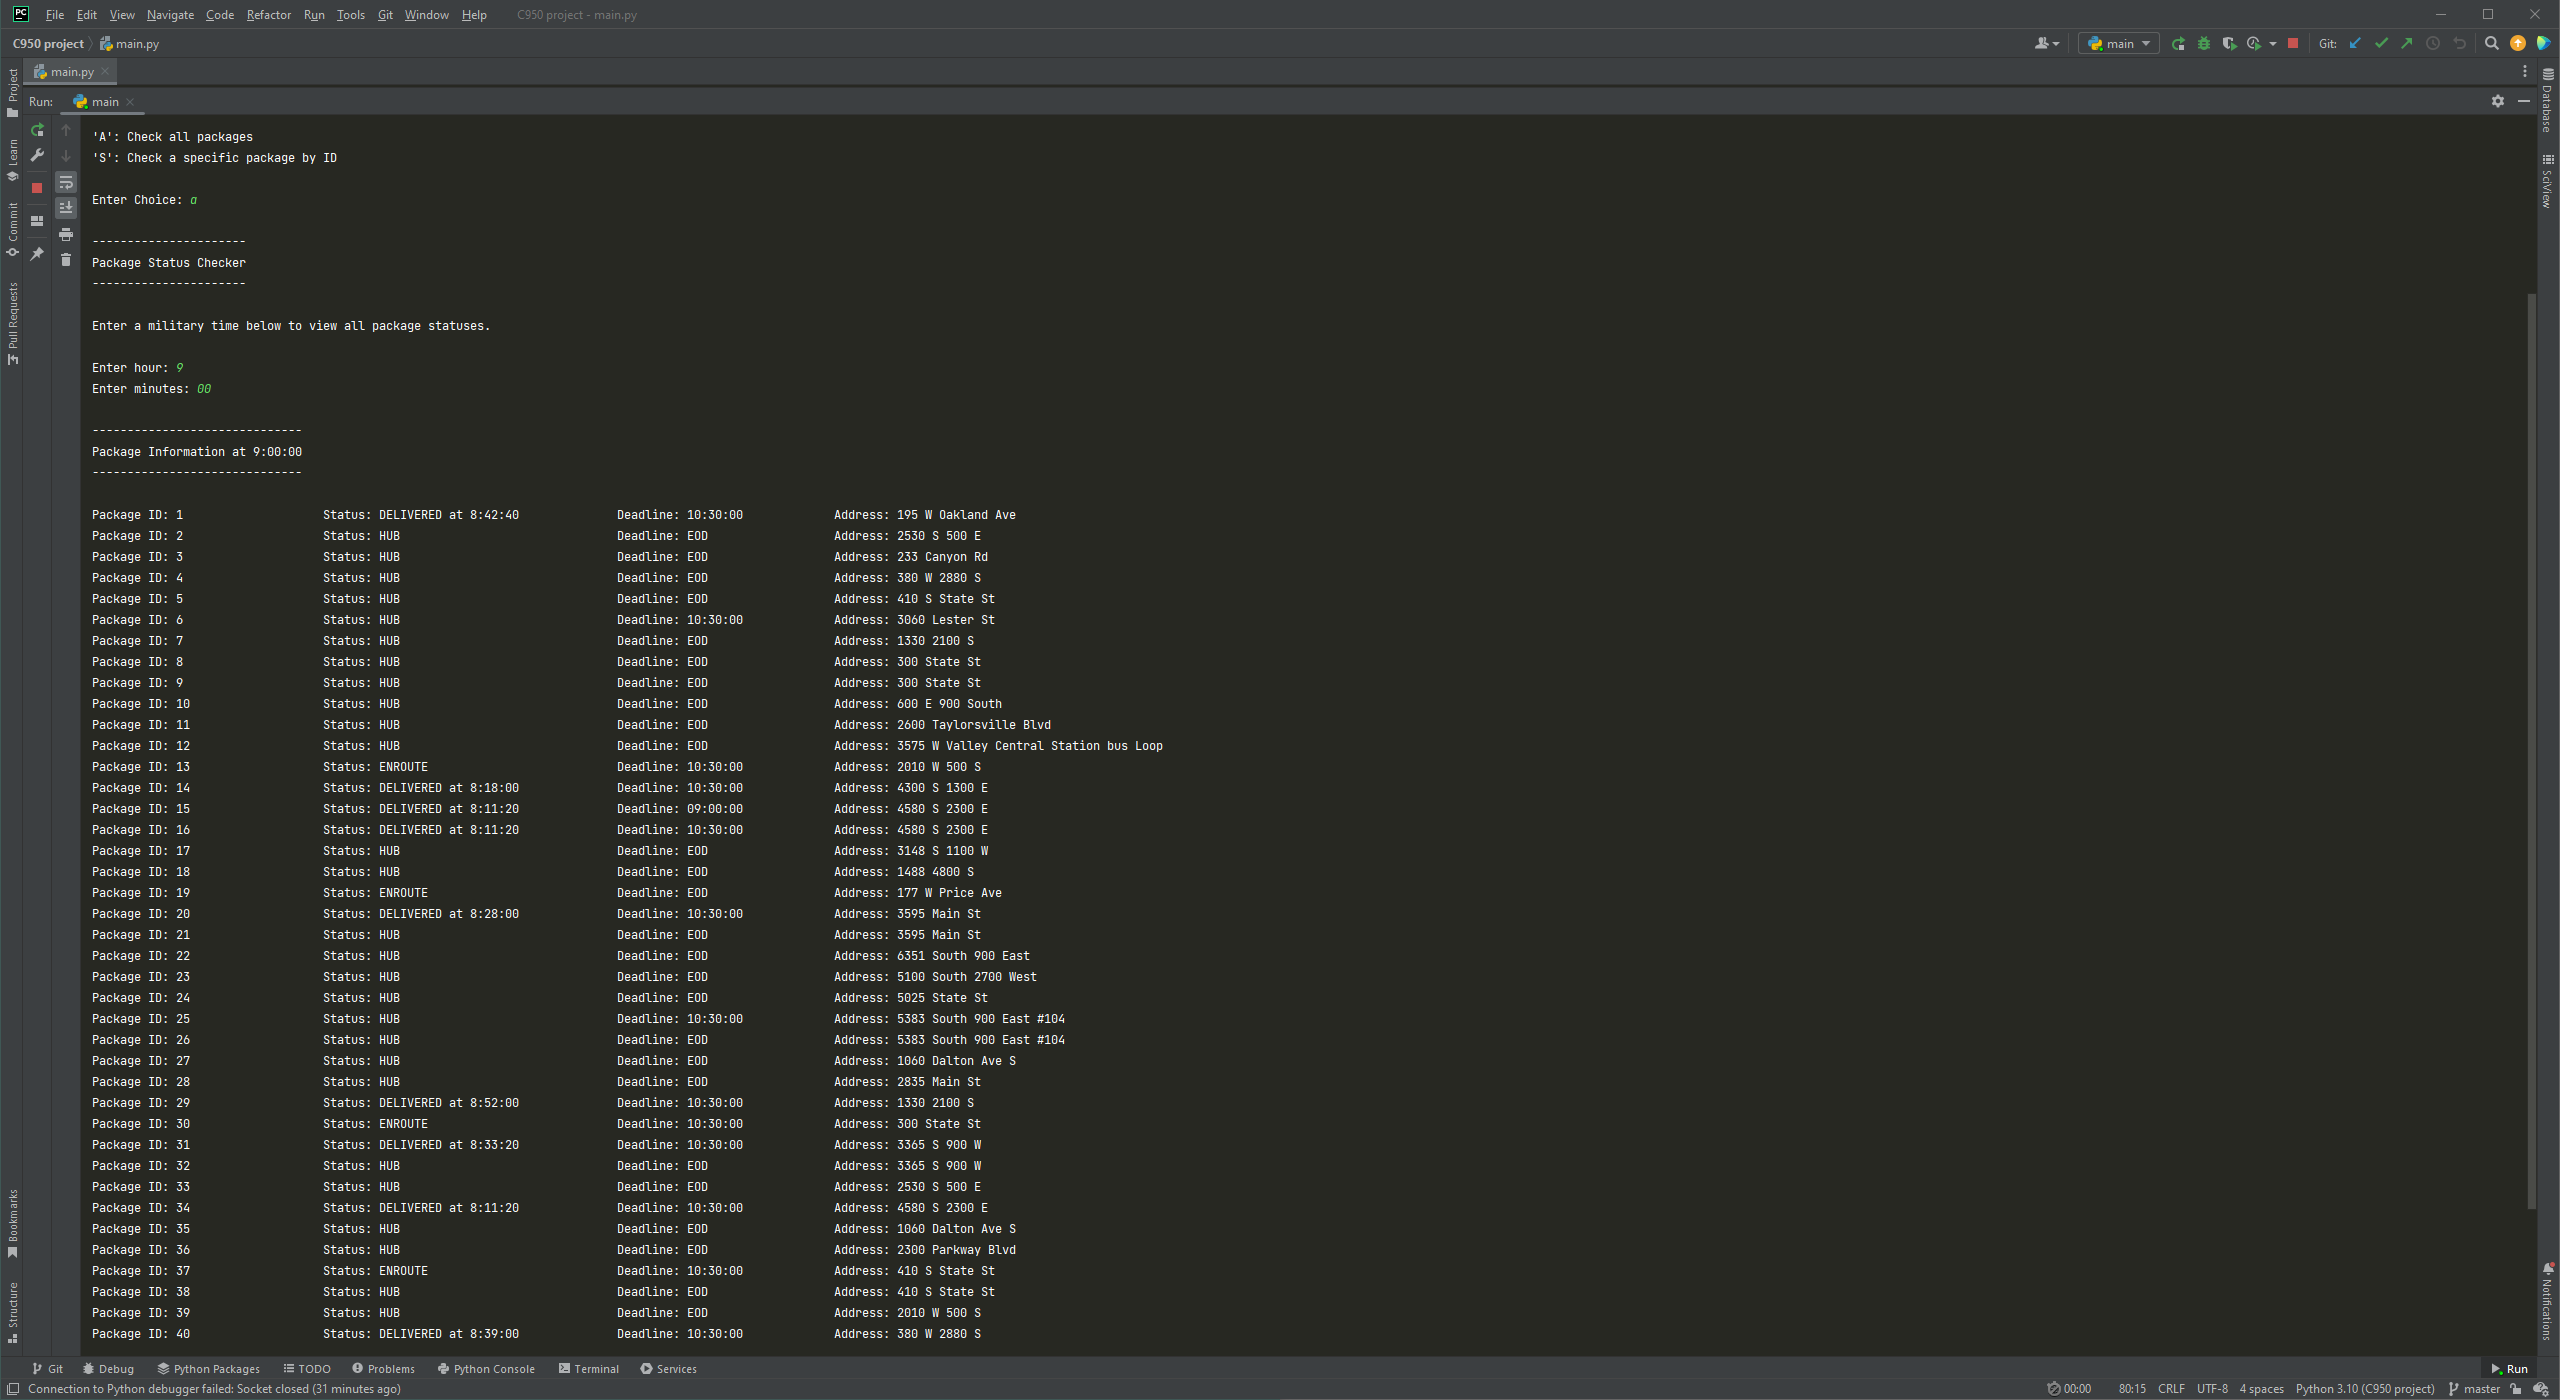 PC File Edit View Navigate Code Refactor Run Tools Git Window Help C950 project - main.py
C950 project main.py main Git:
main.py
Run: main
Project
Learn
Commit
Pull Requests
Bookmarks
Structure
Database
SciView
Notifications
'A': Check all packages
'S': Check a specific package by ID
Enter Choice: a
----------------------
Package Status Checker
----------------------
Enter a military time below to view all package statuses.
Enter hour: 9
Enter minutes: 00
------------------------------
Package Information at 9:00:00
------------------------------
Package ID: 1 Status: DELIVERED at 8:42:40 Deadline: 10:30:00 Address: 195 W Oakland Ave
Package ID: 2 Status: HUB Deadline: EOD Address: 2530 S 500 E
Package ID: 3 Status: HUB Deadline: EOD Address: 233 Canyon Rd
Package ID: 4 Status: HUB Deadline: EOD Address: 380 W 2880 S
Package ID: 5 Status: HUB Deadline: EOD Address: 410 S State St
Package ID: 6 Status: HUB Deadline: 10:30:00 Address: 3060 Lester St
Package ID: 7 Status: HUB Deadline: EOD Address: 1330 2100 S
Package ID: 8 Status: HUB Deadline: EOD Address: 300 State St
Package ID: 9 Status: HUB Deadline: EOD Address: 300 State St
Package ID: 10 Status: HUB Deadline: EOD Address: 600 E 900 South
Package ID: 11 Status: HUB Deadline: EOD Address: 2600 Taylorsville Blvd
Package ID: 12 Status: HUB Deadline: EOD Address: 3575 W Valley Central Station bus Loop
Package ID: 13 Status: ENROUTE Deadline: 10:30:00 Address: 2010 W 500 S
Package ID: 14 Status: DELIVERED at 8:18:00 Deadline: 10:30:00 Address: 4300 S 1300 E
Package ID: 15 Status: DELIVERED at 8:11:20 Deadline: 09:00:00 Address: 4580 S 2300 E
Package ID: 16 Status: DELIVERED at 8:11:20 Deadline: 10:30:00 Address: 4580 S 2300 E
Package ID: 17 Status: HUB Deadline: EOD Address: 3148 S 1100 W
Package ID: 18 Status: HUB Deadline: EOD Address: 1488 4800 S
Package ID: 19 Status: ENROUTE Deadline: EOD Address: 177 W Price Ave
Package ID: 20 Status: DELIVERED at 8:28:00 Deadline: 10:30:00 Address: 3595 Main St
Package ID: 21 Status: HUB Deadline: EOD Address: 3595 Main St
Package ID: 22 Status: HUB Deadline: EOD Address: 6351 South 900 East
Package ID: 23 Status: HUB Deadline: EOD Address: 5100 South 2700 West
Package ID: 24 Status: HUB Deadline: EOD Address: 5025 State St
Package ID: 25 Status: HUB Deadline: 10:30:00 Address: 5383 South 900 East #104
Package ID: 26 Status: HUB Deadline: EOD Address: 5383 South 900 East #104
Package ID: 27 Status: HUB Deadline: EOD Address: 1060 Dalton Ave S
Package ID: 28 Status: HUB Deadline: EOD Address: 2835 Main St
Package ID: 29 Status: DELIVERED at 8:52:00 Deadline: 10:30:00 Address: 1330 2100 S
Package ID: 30 Status: ENROUTE Deadline: 10:30:00 Address: 300 State St
Package ID: 31 Status: DELIVERED at 8:33:20 Deadline: 10:30:00 Address: 3365 S 900 W
Package ID: 32 Status: HUB Deadline: EOD Address: 3365 S 900 W
Package ID: 33 Status: HUB Deadline: EOD Address: 2530 S 500 E
Package ID: 34 Status: DELIVERED at 8:11:20 Deadline: 10:30:00 Address: 4580 S 2300 E
Package ID: 35 Status: HUB Deadline: EOD Address: 1060 Dalton Ave S
Package ID: 36 Status: HUB Deadline: EOD Address: 2300 Parkway Blvd
Package ID: 37 Status: ENROUTE Deadline: 10:30:00 Address: 410 S State St
Package ID: 38 Status: HUB Deadline: EOD Address: 410 S State St
Package ID: 39 Status: HUB Deadline: EOD Address: 2010 W 500 S
Package ID: 40 Status: DELIVERED at 8:39:00 Deadline: 10:30:00 Address: 380 W 2880 S
Git Debug Python Packages TODO Problems Python Console Terminal Services Run
Connection to Python debugger failed: Socket closed (31 minutes ago) 00:00 80:15 CRLF UTF-8 4 spaces Python 3.10 (C950 project) master